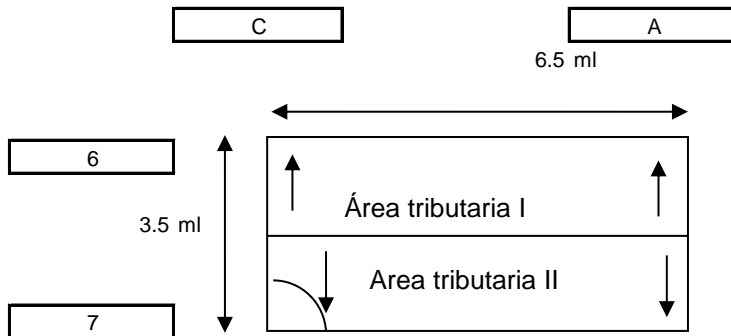 C
A
6.5 ml
6
Área tributaria I
3.5 ml
Area tributaria II
7